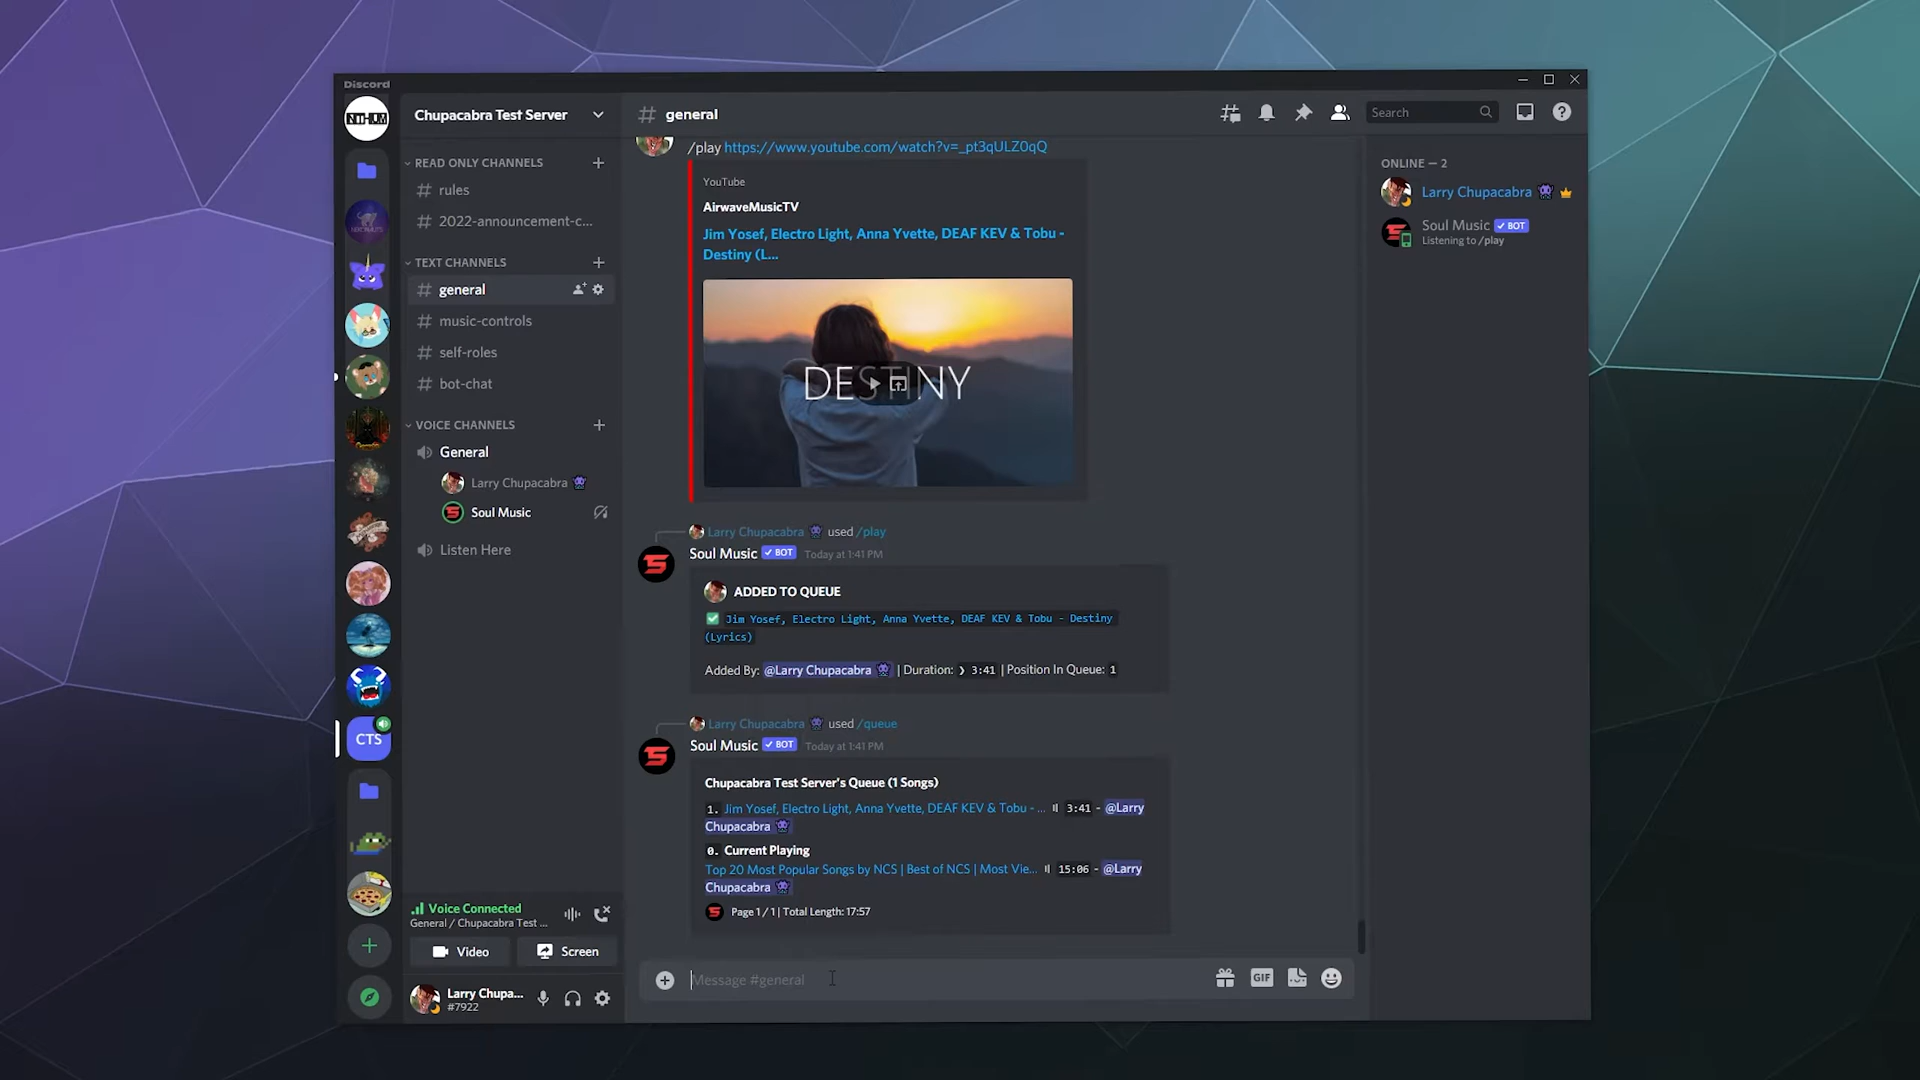 Discord
Chupacabra Test Server
READ ONLY CHANNELS
# rules
# 2022-announcement-c...
TEXT CHANNELS
# general
# music-controls
# self-roles
# bot-chat
VOICE CHANNELS
General
Larry Chupacabra
Soul Music
Listen Here
CTS
Voice Connected
General / Chupacabra Test ...
Video
Screen
Larry Chupa...
#7922
# general
Search
/play https://www.youtube.com/watch?v=_pt3qULZ0qQ
YouTube
AirwaveMusicTV
Jim Yosef, Electro Light, Anna Yvette, DEAF KEV & Tobu -
Destiny (L...
DESTINY
Larry Chupacabra used /play
Soul Music BOT Today at 1:41 PM
ADDED TO QUEUE
Jim Yosef, Electro Light, Anna Yvette, DEAF KEV & Tobu - Destiny
(Lyrics)
Added By: @Larry Chupacabra | Duration: ❯ 3:41 | Position In Queue: 1
Larry Chupacabra used /queue
Soul Music BOT Today at 1:41 PM
Chupacabra Test Server's Queue (1 Songs)
1. Jim Yosef, Electro Light, Anna Yvette, DEAF KEV & Tobu - ... 3:41 - @Larry
Chupacabra
0. Current Playing
Top 20 Most Popular Songs by NCS | Best of NCS | Most Vie... 15:06 - @Larry
Chupacabra
Page 1 / 1 | Total Length: 17:57
Message #general
GIF
ONLINE — 2
Larry Chupacabra
Soul Music BOT
Listening to /play